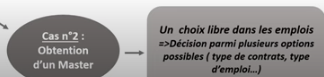 Cas n°2 :
Obtention
d'un Master
Un choix libre dans les emplois
=>Décision parmi plusieurs options
possibles ( type de contrats, type
d'emploi...)